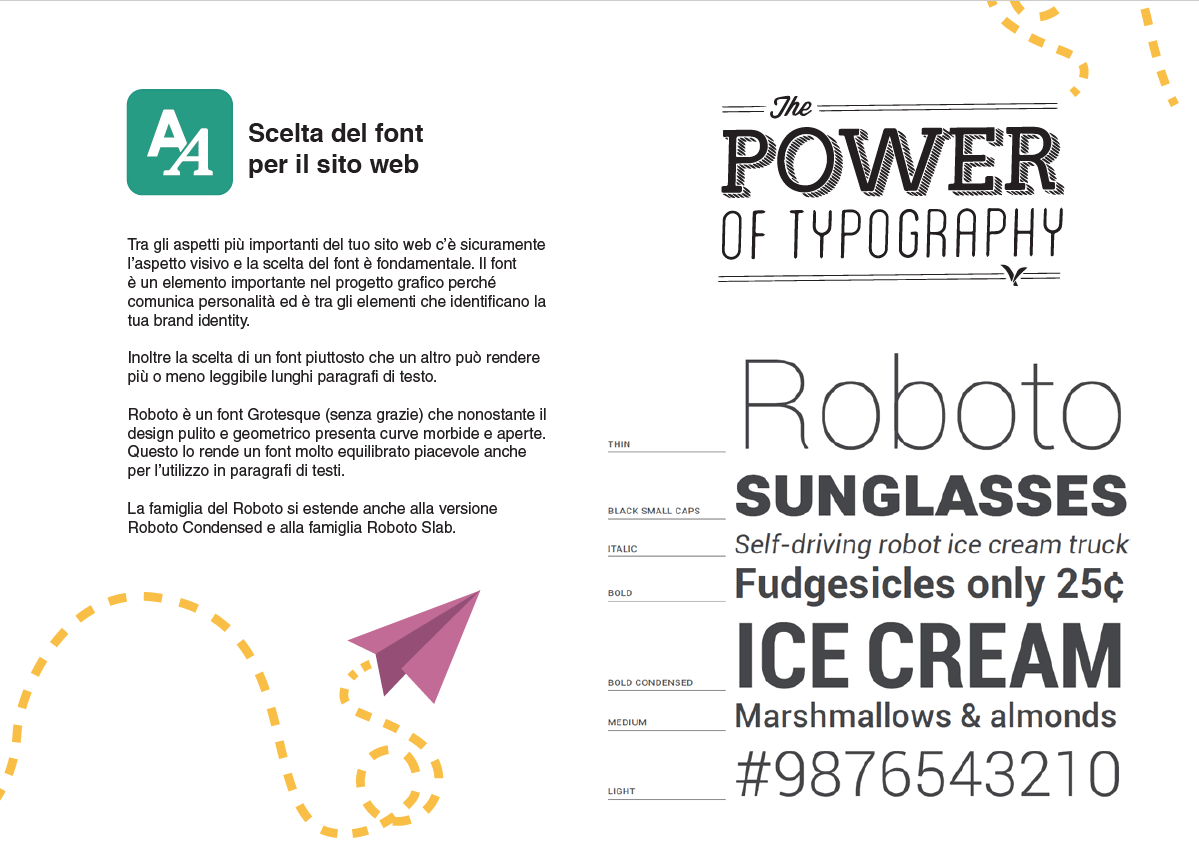 AA
Scelta del font
per il sito web
Tra gli aspetti più importanti del tuo sito web c’è sicuramente
l’aspetto visivo e la scelta del font è fondamentale. Il font
è un elemento importante nel progetto grafico perché
comunica personalità ed è tra gli elementi che identificano la
tua brand identity.
Inoltre la scelta di un font piuttosto che un altro può rendere
più o meno leggibile lunghi paragrafi di testo.
Roboto è un font Grotesque (senza grazie) che nonostante il
design pulito e geometrico presenta curve morbide e aperte.
Questo lo rende un font molto equilibrato piacevole anche
per l’utilizzo in paragrafi di testi.
La famiglia del Roboto si estende anche alla versione
Roboto Condensed e alla famiglia Roboto Slab.
The
POWER
OF TYPOGRAPHY
THIN Roboto
BLACK SMALL CAPS SUNGLASSES
ITALIC Self-driving robot ice cream truck
BOLD Fudgesicles only 25¢
BOLD CONDENSED ICE CREAM
MEDIUM Marshmallows & almonds
LIGHT #9876543210